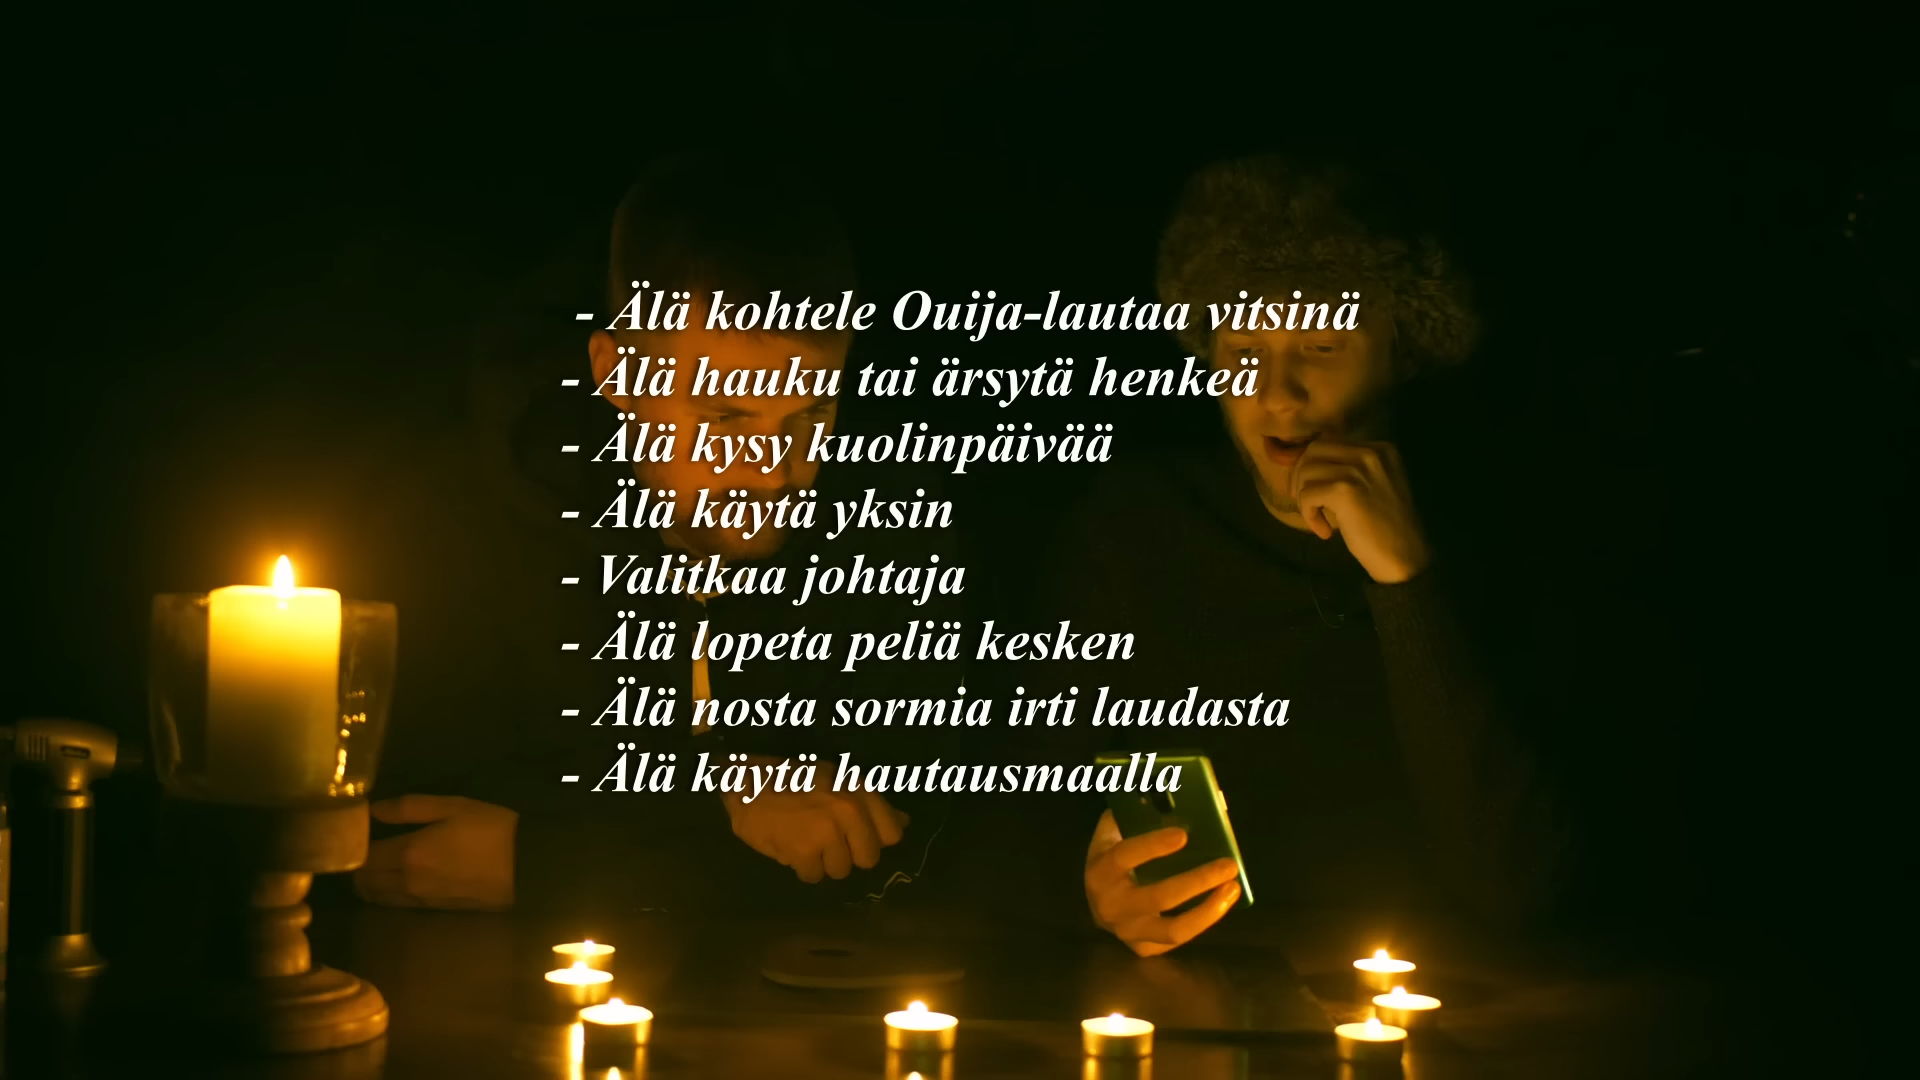 - Älä kohtele Ouija-lautaa vitsinä
- Älä hauku tai ärsytä henkeä
- Älä kysy kuolinpäivää
- Älä käytä yksin
- Valitkaa johtaja
- Älä lopeta peliä kesken
- Älä nosta sormia irti laudasta
- Älä käytä hautausmaalla